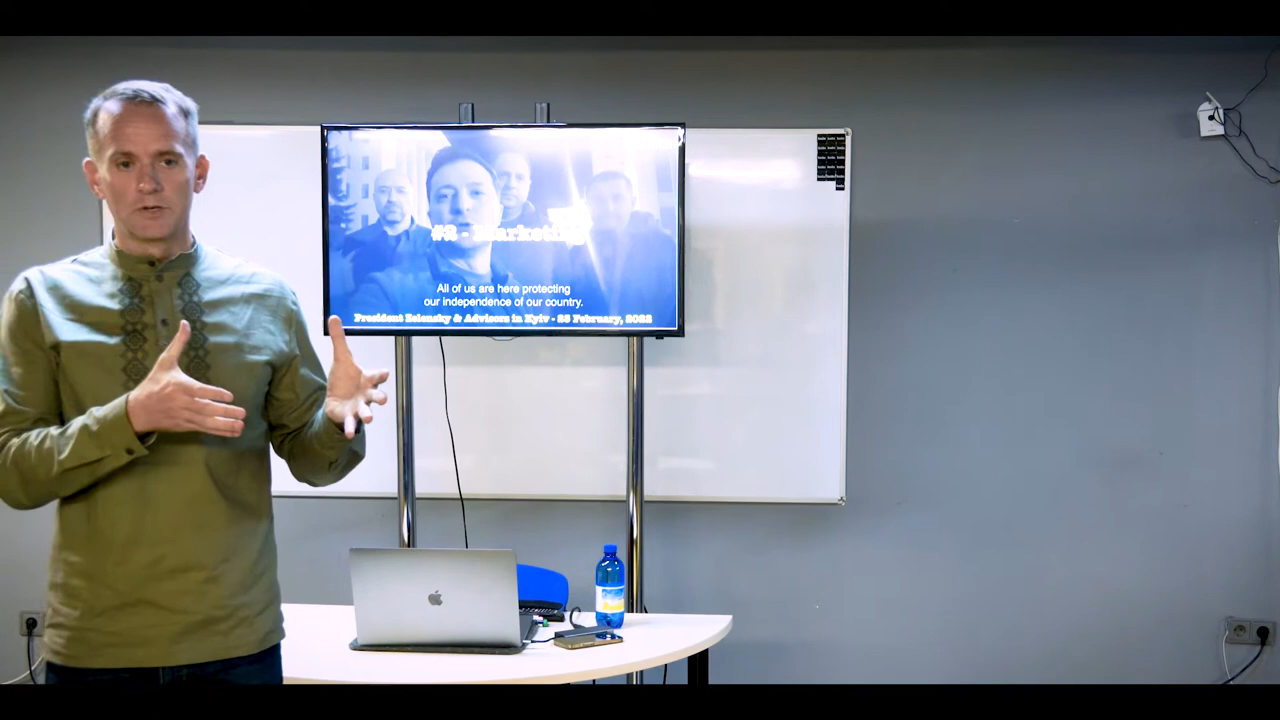 #2 - Marketing
All of us are here protecting
our independence of our country.
President Zelensky & Advisors in Kyiv - 25 February, 2022